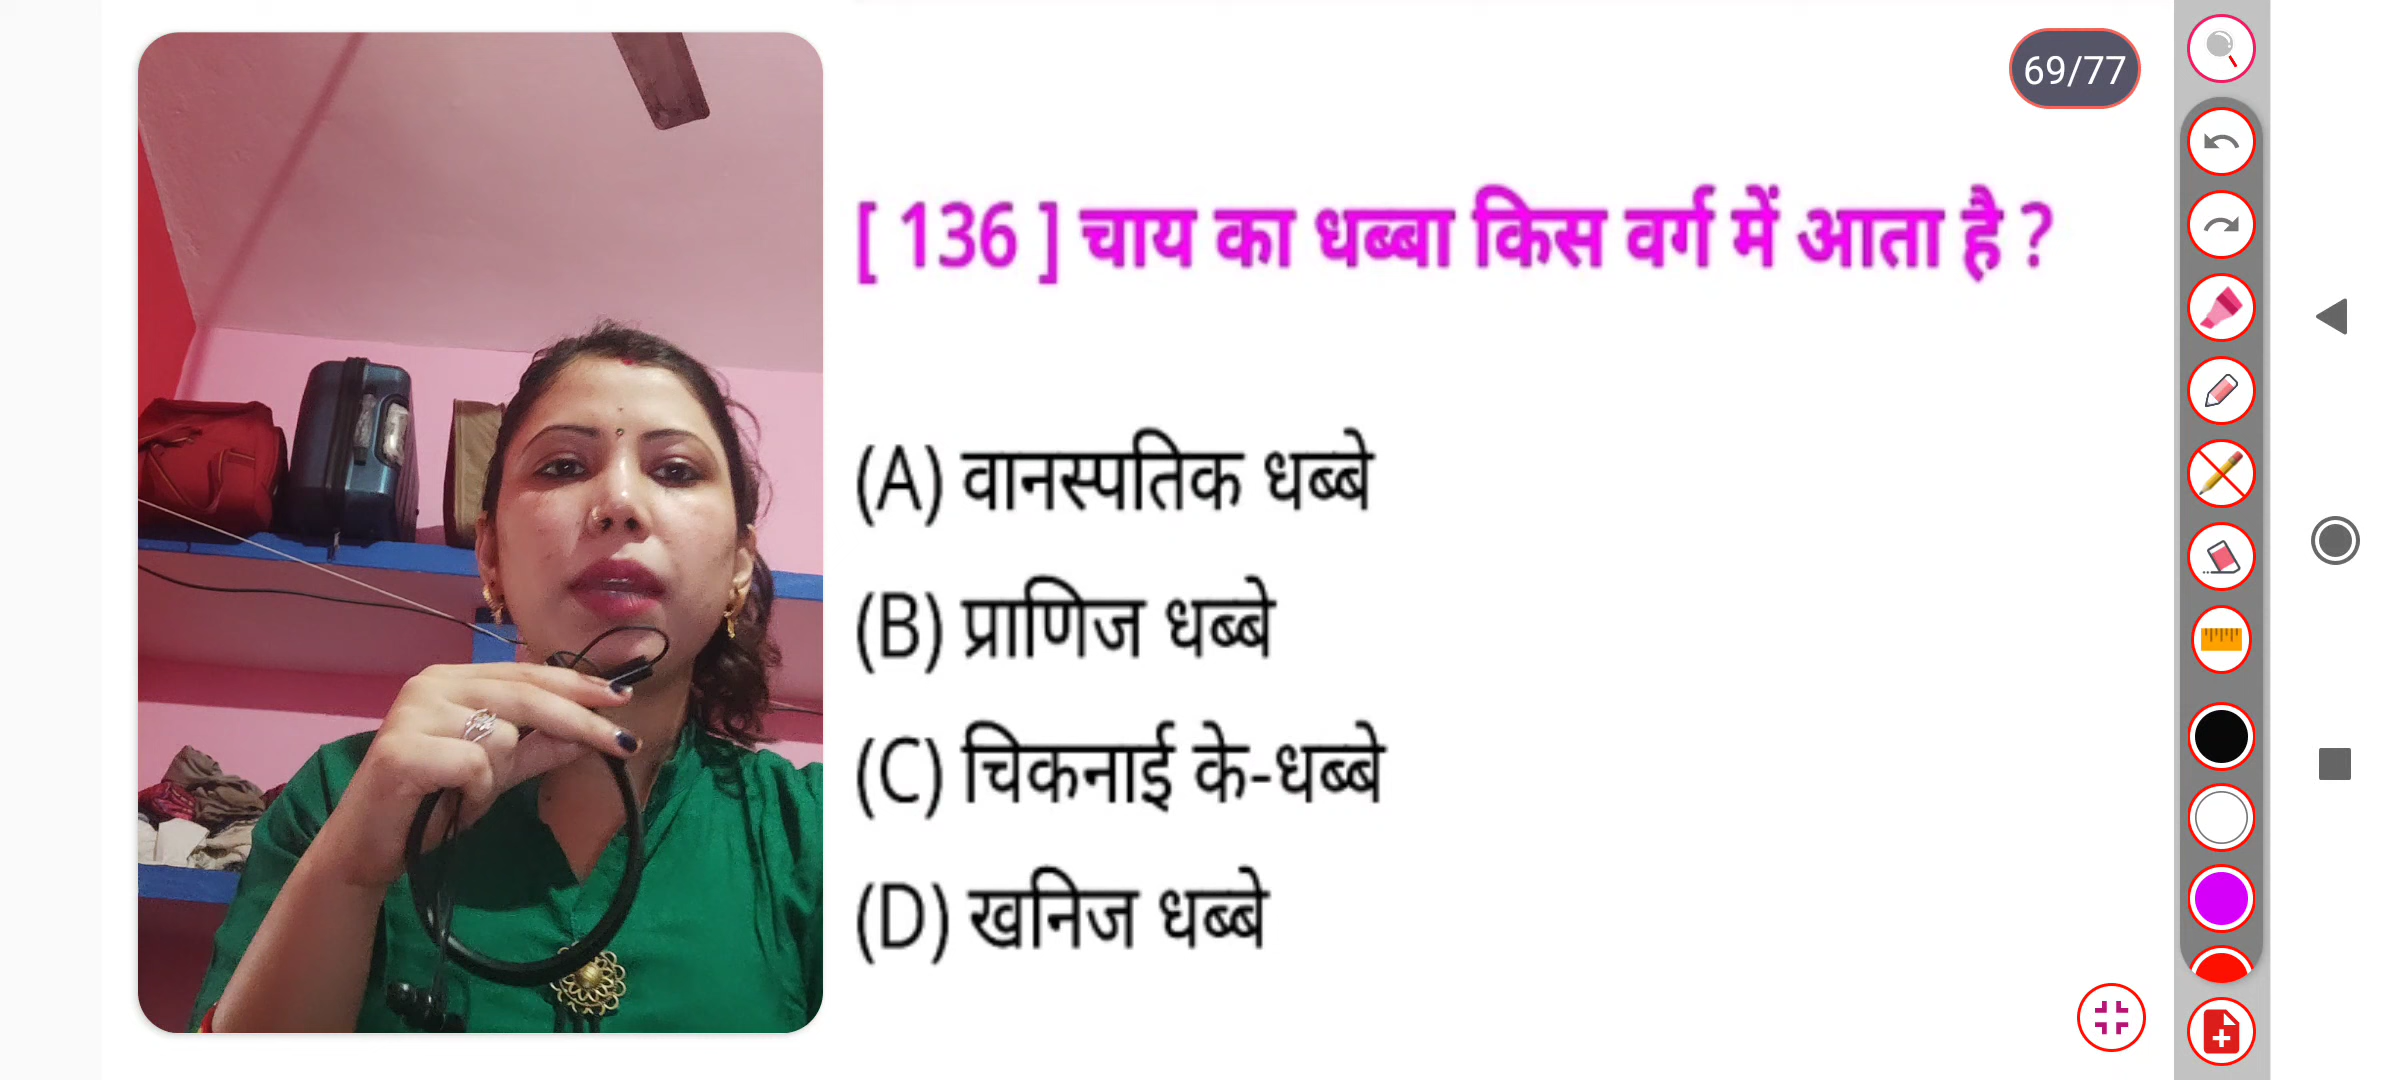 69/77
[ 136 ] चाय का धब्बा किस वर्ग में आता है ?
(A) वानस्पतिक धब्बे
(B) प्राणिज धब्बे
(C) चिकनाई के-धब्बे
(D) खनिज धब्बे